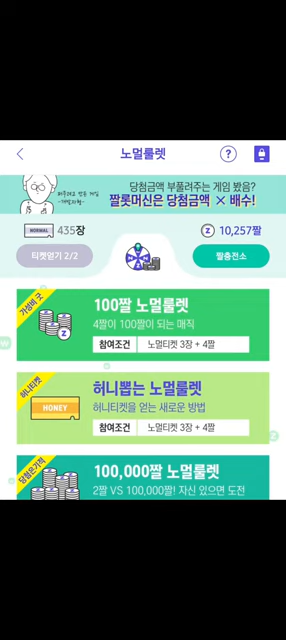 노멀룰렛
?
당첨금액 부풀려주는 게임 봤음?
짤롯머신은 당첨금액 × 배수!
NORMAL 435장
Z 10,257짤
티켓얻기 2/2
짤충전소
가성비 굿
100짤 노멀룰렛
4짤이 100짤이 되는 매직
참여조건 노멀티켓 3장 + 4짤
허니티켓
HONEY
허니뽑는 노멀룰렛
허니티켓을 얻는 새로운 방법
참여조건 노멀티켓 3장 + 4짤
당첨은기적
100,000짤 노멀룰렛
2짤 VS 100,000짤! 자신 있으면 도전